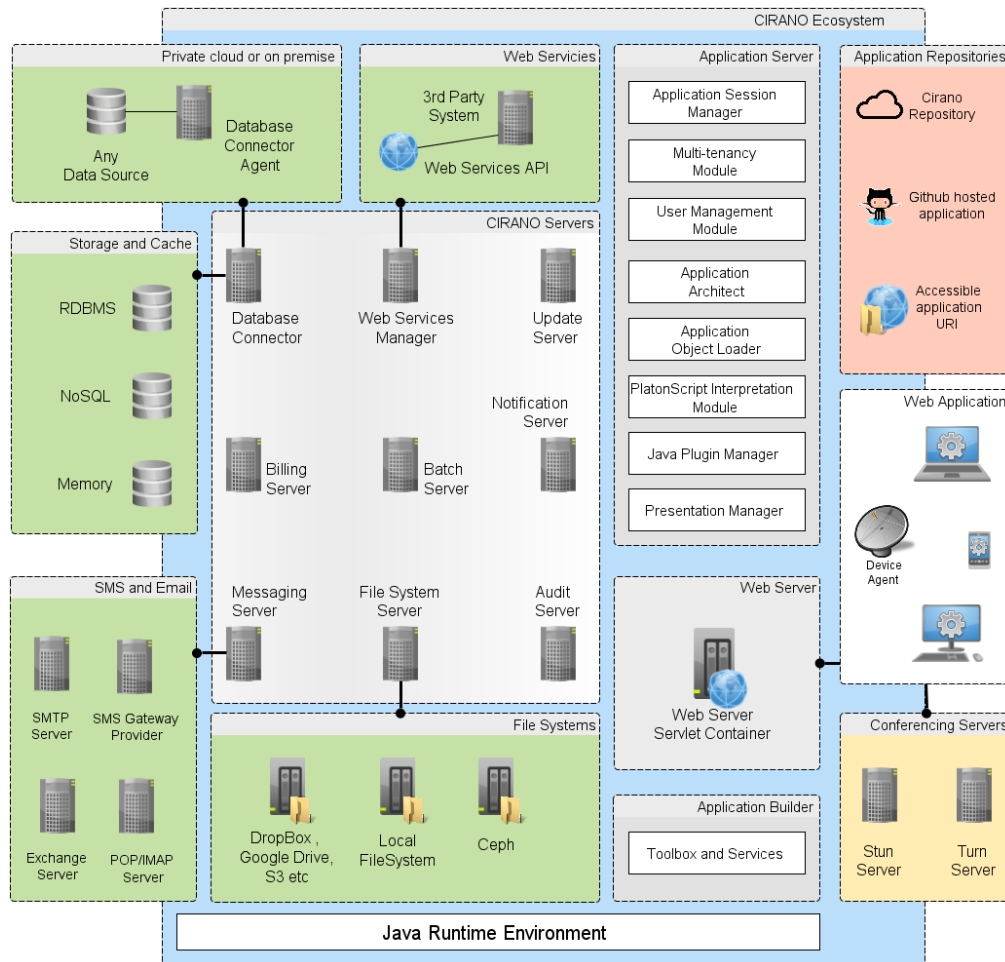 CIRANO Ecosystem
Private cloud or on premise
Any
Data Source
Database
Connector
Agent
Web Servicies
3rd Party
System
Web Services API
Application Server
Application Session
Manager
Multi-tenancy
Module
User Management
Module
Application
Architect
Application
Object Loader
PlatonScript Interpretation
Module
Java Plugin Manager
Presentation Manager
Application Repositories
Cirano
Repository
Github hosted
application
Accessible
application
URI
Storage and Cache
RDBMS
NoSQL
Memory
CIRANO Servers
Database
Connector
Web Services
Manager
Update
Server
Billing
Server
Batch
Server
Notification
Server
Messaging
Server
File System
Server
Audit
Server
Web Application
Device
Agent
SMS and Email
SMTP
Server
SMS Gateway
Provider
Exchange
Server
POP/IMAP
Server
File Systems
DropBox ,
Google Drive,
S3 etc
Local
FileSystem
Ceph
Web Server
Web Server
Servlet Container
Application Builder
Toolbox and Services
Conferencing Servers
Stun
Server
Turn
Server
Java Runtime Environment